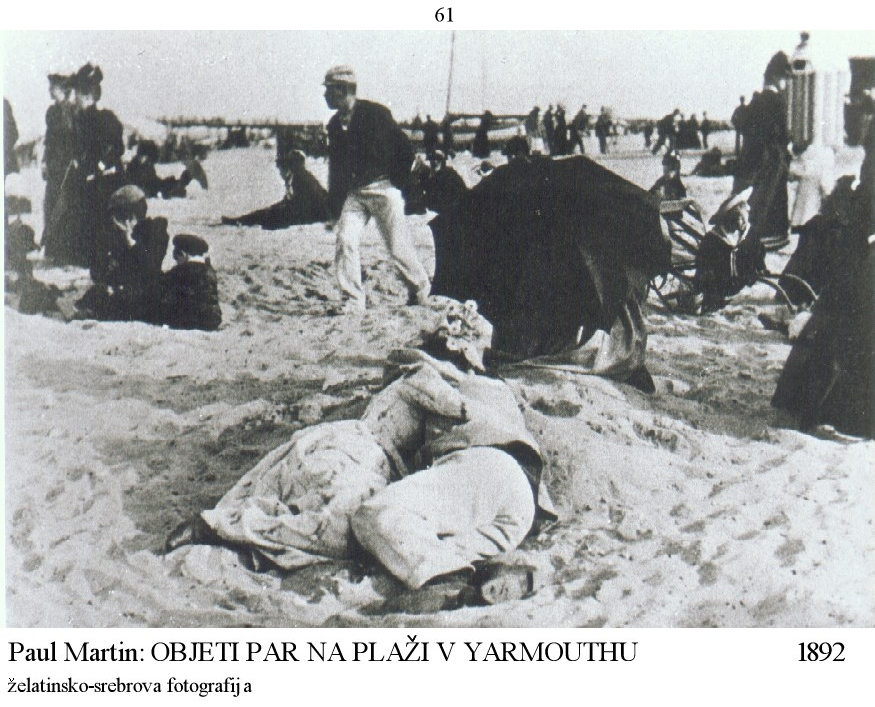 61
Paul Martin: OBJETI PAR NA PLAŽI V YARMOUTHU 1892
želatinsko-srebrova fotografija